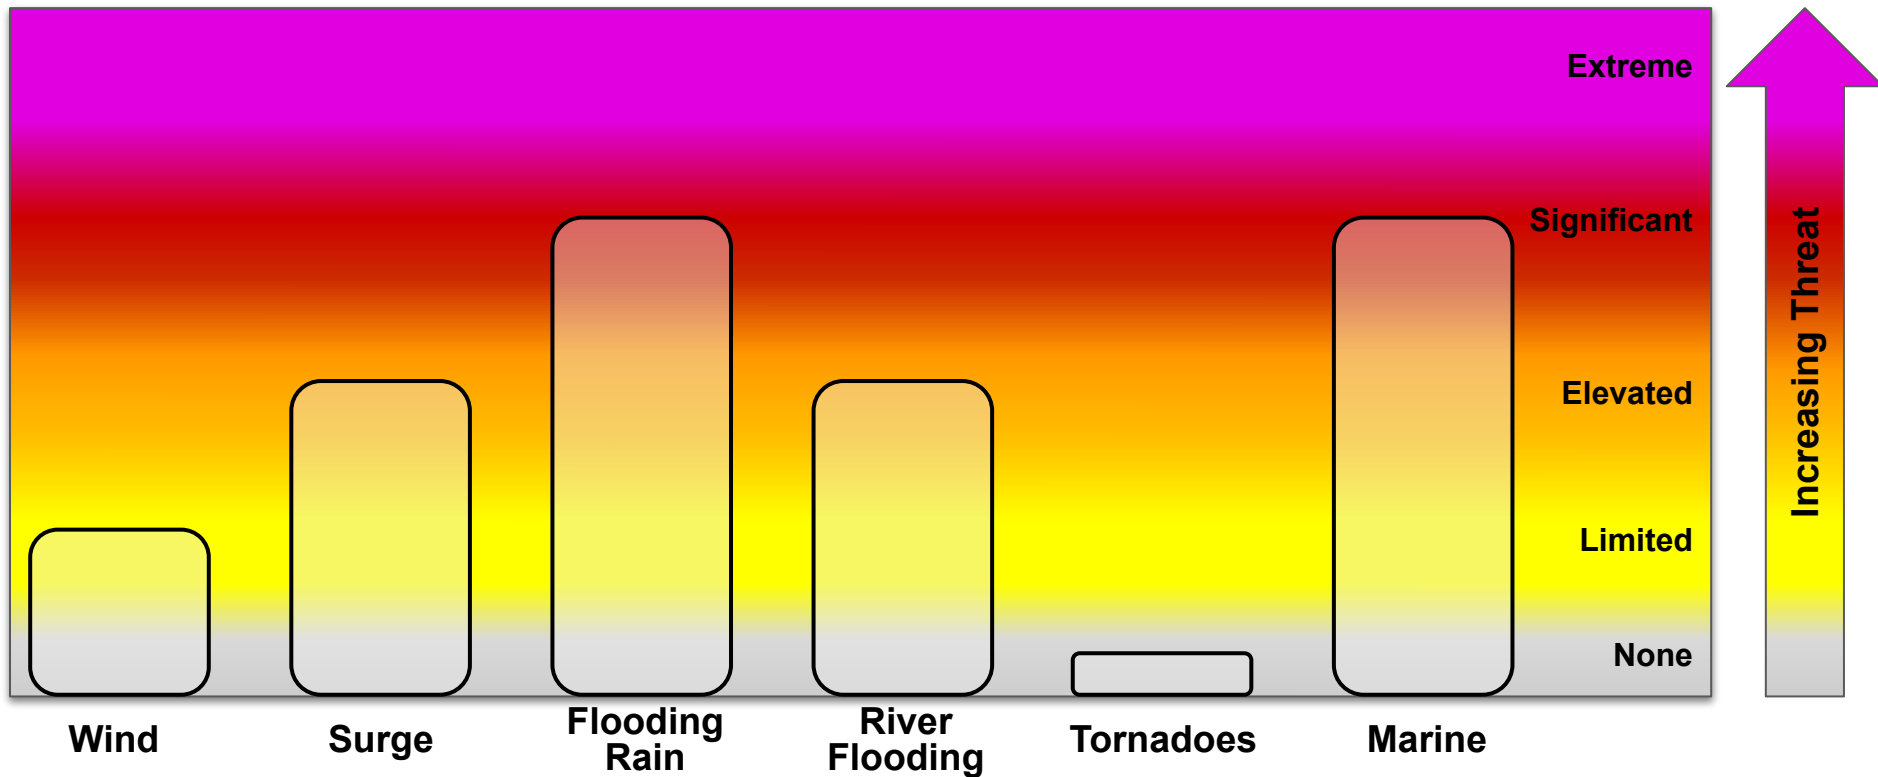 Extreme
Significant
Elevated
Limited
None
Increasing Threat
Wind
Surge
Flooding
Rain
River
Flooding
Tornadoes
Marine